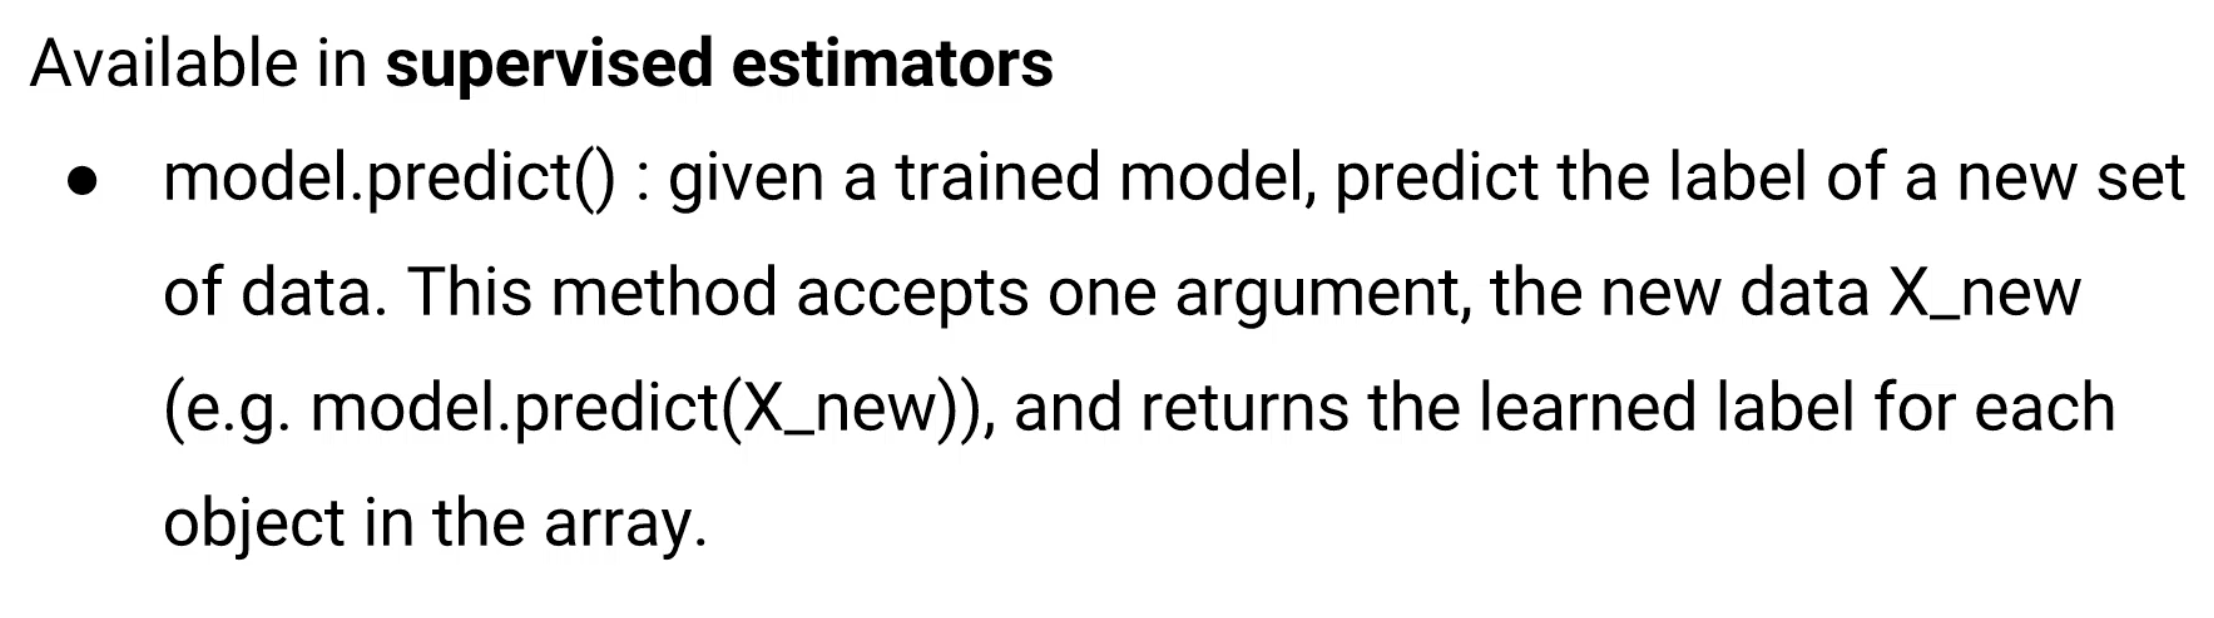 Available in supervised estimators
● model.predict() : given a trained model, predict the label of a new set
of data. This method accepts one argument, the new data X_new
(e.g. model.predict(X_new)), and returns the learned label for each
object in the array.